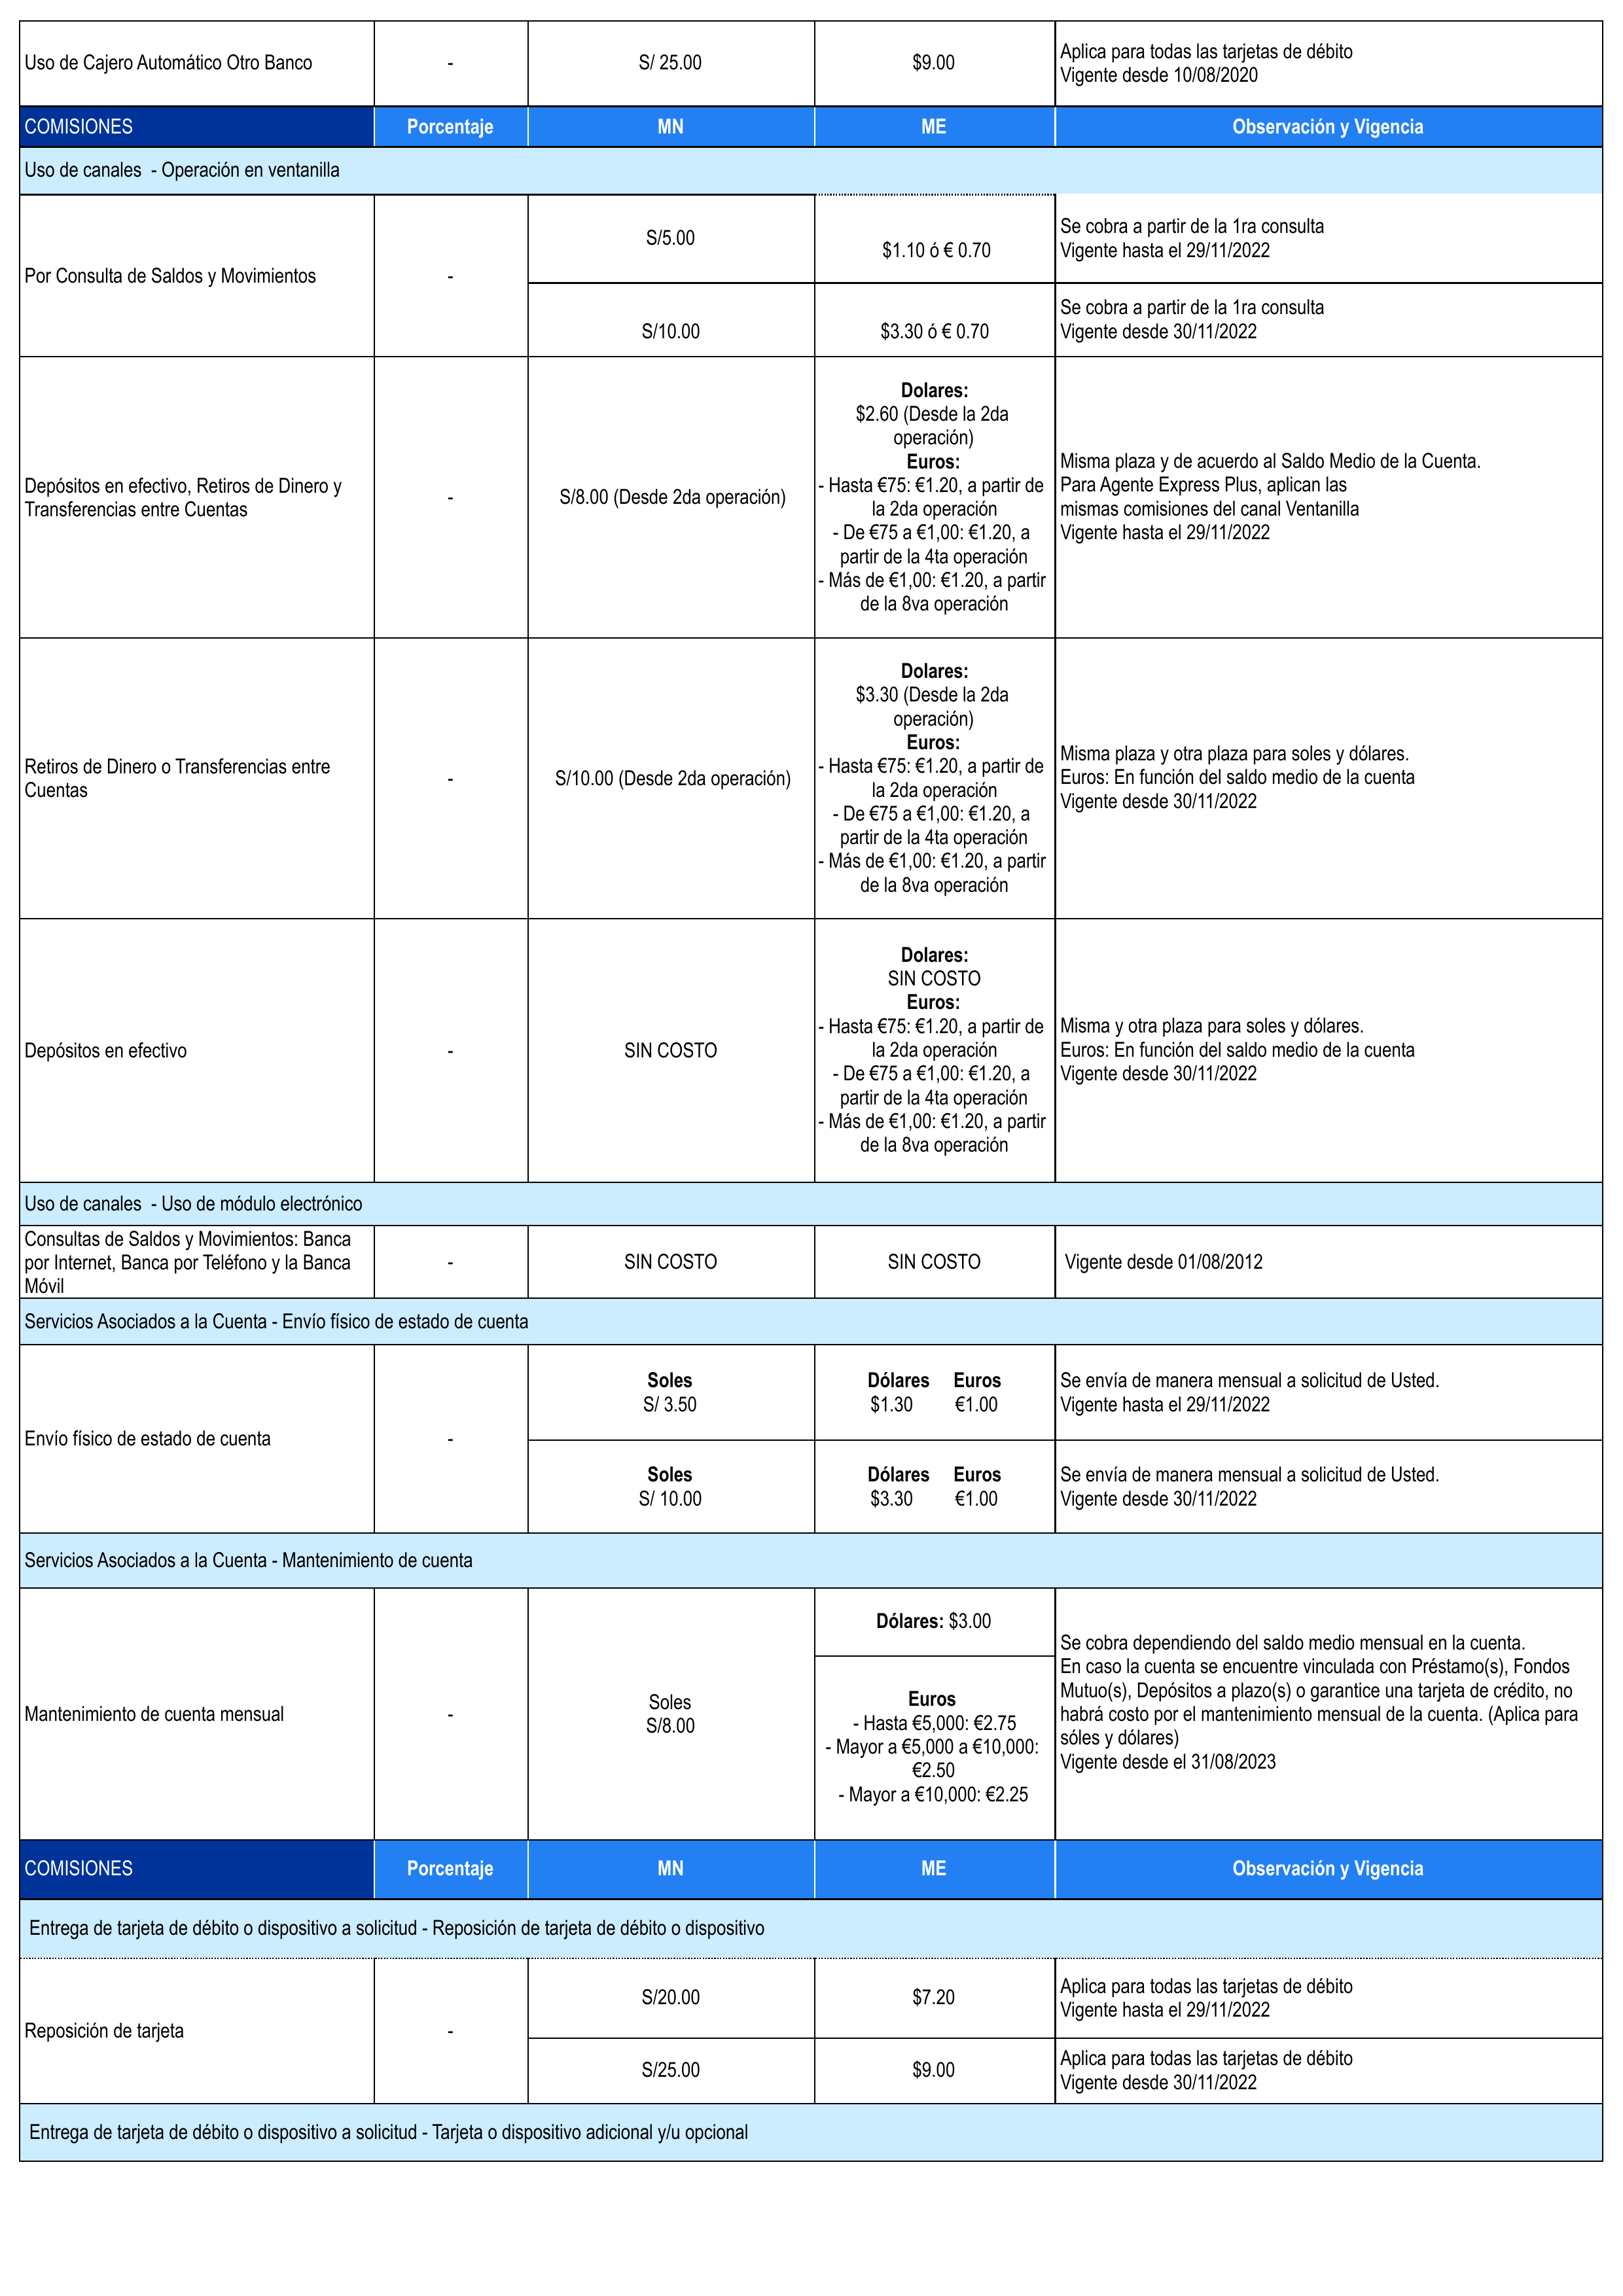 Uso de Cajero Automático Otro Banco
-
S/ 25.00
$9.00
Aplica para todas las tarjetas de débito
Vigente desde 10/08/2020
COMISIONES
Porcentaje
MN
ME
Observación y Vigencia
Uso de canales - Operación en ventanilla
Por Consulta de Saldos y Movimientos
-
S/5.00
$1.10 ó € 0.70
Se cobra a partir de la 1ra consulta
Vigente hasta el 29/11/2022
S/10.00
$3.30 ó € 0.70
Se cobra a partir de la 1ra consulta
Vigente desde 30/11/2022
Depósitos en efectivo, Retiros de Dinero y
Transferencias entre Cuentas
-
S/8.00 (Desde 2da operación)
Dolares:
$2.60 (Desde la 2da
operación)
Euros:
- Hasta €75: €1.20, a partir de
la 2da operación
- De €75 a €1,00: €1.20, a
partir de la 4ta operación
- Más de €1,00: €1.20, a partir
de la 8va operación
Misma plaza y de acuerdo al Saldo Medio de la Cuenta.
Para Agente Express Plus, aplican las
mismas comisiones del canal Ventanilla
Vigente hasta el 29/11/2022
Retiros de Dinero o Transferencias entre
Cuentas
-
S/10.00 (Desde 2da operación)
Dolares:
$3.30 (Desde la 2da
operación)
Euros:
- Hasta €75: €1.20, a partir de
la 2da operación
- De €75 a €1,00: €1.20, a
partir de la 4ta operación
- Más de €1,00: €1.20, a partir
de la 8va operación
Misma plaza y otra plaza para soles y dólares.
Euros: En función del saldo medio de la cuenta
Vigente desde 30/11/2022
Depósitos en efectivo
-
SIN COSTO
Dolares:
SIN COSTO
Euros:
- Hasta €75: €1.20, a partir de
la 2da operación
- De €75 a €1,00: €1.20, a
partir de la 4ta operación
- Más de €1,00: €1.20, a partir
de la 8va operación
Misma y otra plaza para soles y dólares.
Euros: En función del saldo medio de la cuenta
Vigente desde 30/11/2022
Uso de canales - Uso de módulo electrónico
Consultas de Saldos y Movimientos: Banca
por Internet, Banca por Teléfono y la Banca
Móvil
-
SIN COSTO
SIN COSTO
Vigente desde 01/08/2012
Servicios Asociados a la Cuenta - Envío físico de estado de cuenta
Envío físico de estado de cuenta
-
Soles
S/ 3.50
Dólares Euros
$1.30 €1.00
Se envía de manera mensual a solicitud de Usted.
Vigente hasta el 29/11/2022
Soles
S/ 10.00
Dólares Euros
$3.30 €1.00
Se envía de manera mensual a solicitud de Usted.
Vigente desde 30/11/2022
Servicios Asociados a la Cuenta - Mantenimiento de cuenta
Mantenimiento de cuenta mensual
-
Soles
S/8.00
Dólares: $3.00
Euros
- Hasta €5,000: €2.75
- Mayor a €5,000 a €10,000:
€2.50
- Mayor a €10,000: €2.25
Se cobra dependiendo del saldo medio mensual en la cuenta.
En caso la cuenta se encuentre vinculada con Préstamo(s), Fondos
Mutuo(s), Depósitos a plazo(s) o garantice una tarjeta de crédito, no
habrá costo por el mantenimiento mensual de la cuenta. (Aplica para
sóles y dólares)
Vigente desde el 31/08/2023
COMISIONES
Porcentaje
MN
ME
Observación y Vigencia
Entrega de tarjeta de débito o dispositivo a solicitud - Reposición de tarjeta de débito o dispositivo
Reposición de tarjeta
-
S/20.00
$7.20
Aplica para todas las tarjetas de débito
Vigente hasta el 29/11/2022
S/25.00
$9.00
Aplica para todas las tarjetas de débito
Vigente desde 30/11/2022
Entrega de tarjeta de débito o dispositivo a solicitud - Tarjeta o dispositivo adicional y/u opcional